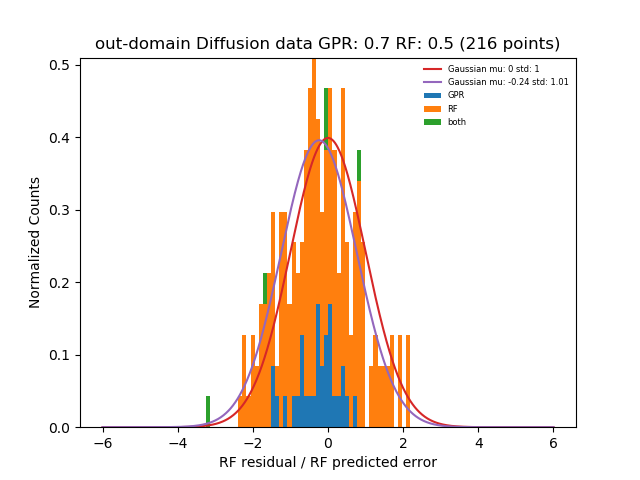 out-domain Diffusion data GPR: 0.7 RF: 0.5 (216 points)
Gaussian mu: 0 std: 1
Gaussian mu: -0.24 std: 1.01
GPR
RF
both
0.5
0.4
0.3
0.2
0.1
0.0
Normalized Counts
−6 −4 −2 0 2 4 6
RF residual / RF predicted error